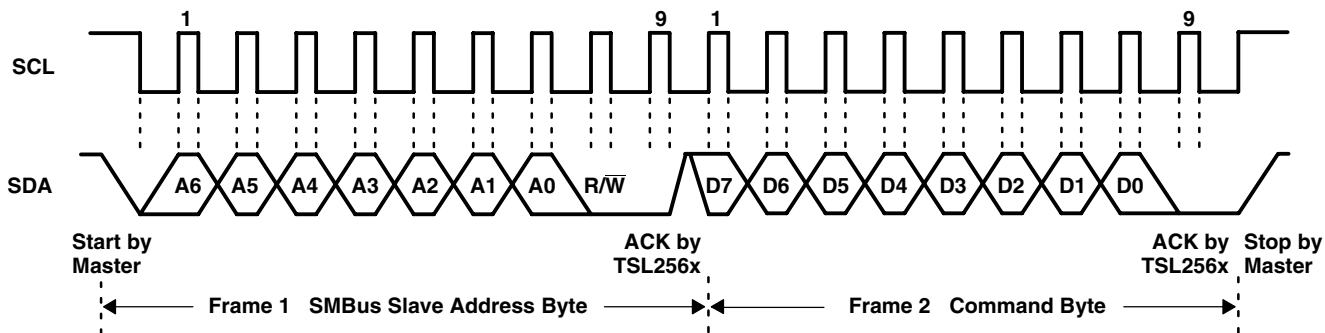 1 9 1 9
SCL
SDA A6 A5 A4 A3 A2 A1 A0 R/W̅ D7 D6 D5 D4 D3 D2 D1 D0
Start by Master
ACK by TSL256x
ACK by TSL256x
Stop by Master
Frame 1 SMBus Slave Address Byte
Frame 2 Command Byte